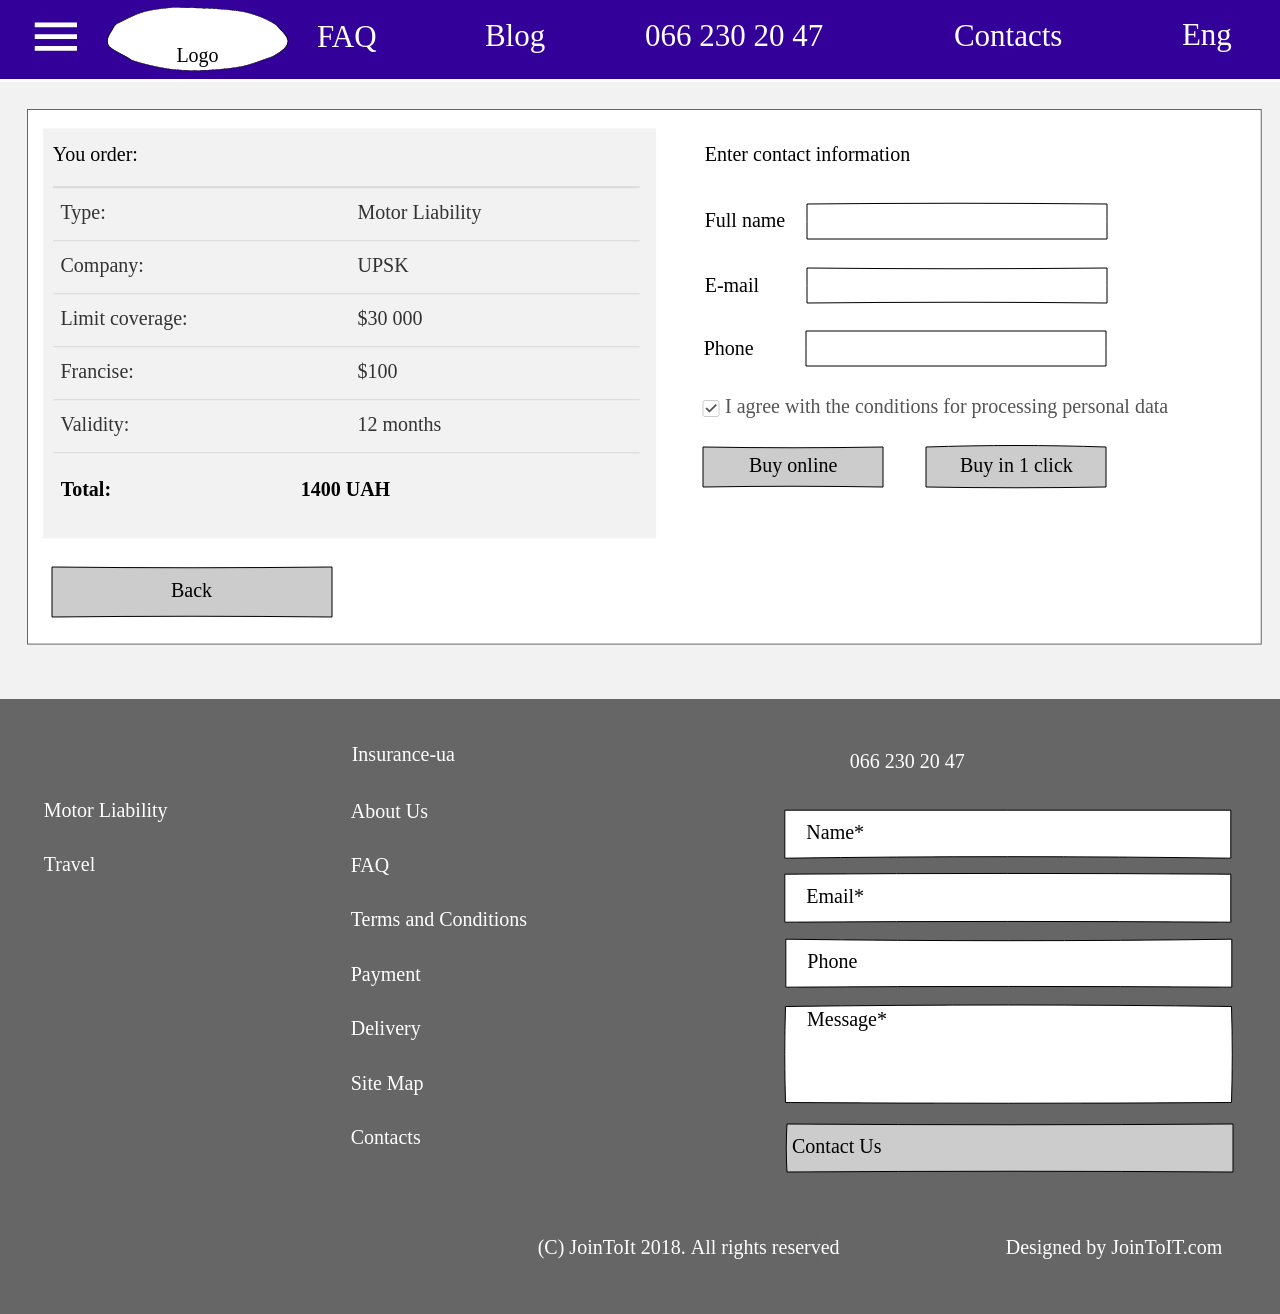 Logo
FAQ
Blog
066 230 20 47
Contacts
Eng
You order:
Type: Motor Liability
Company: UPSK
Limit coverage: $30 000
Francise: $100
Validity: 12 months
Total: 1400 UAH
Back
Enter contact information
Full name
E-mail
Phone
I agree with the conditions for processing personal data
Buy online
Buy in 1 click
Motor Liability
Travel
Insurance-ua
About Us
FAQ
Terms and Conditions
Payment
Delivery
Site Map
Contacts
066 230 20 47
Name*
Email*
Phone
Message*
Contact Us
(C) JoinToIt 2018. All rights reserved
Designed by JoinToIT.com